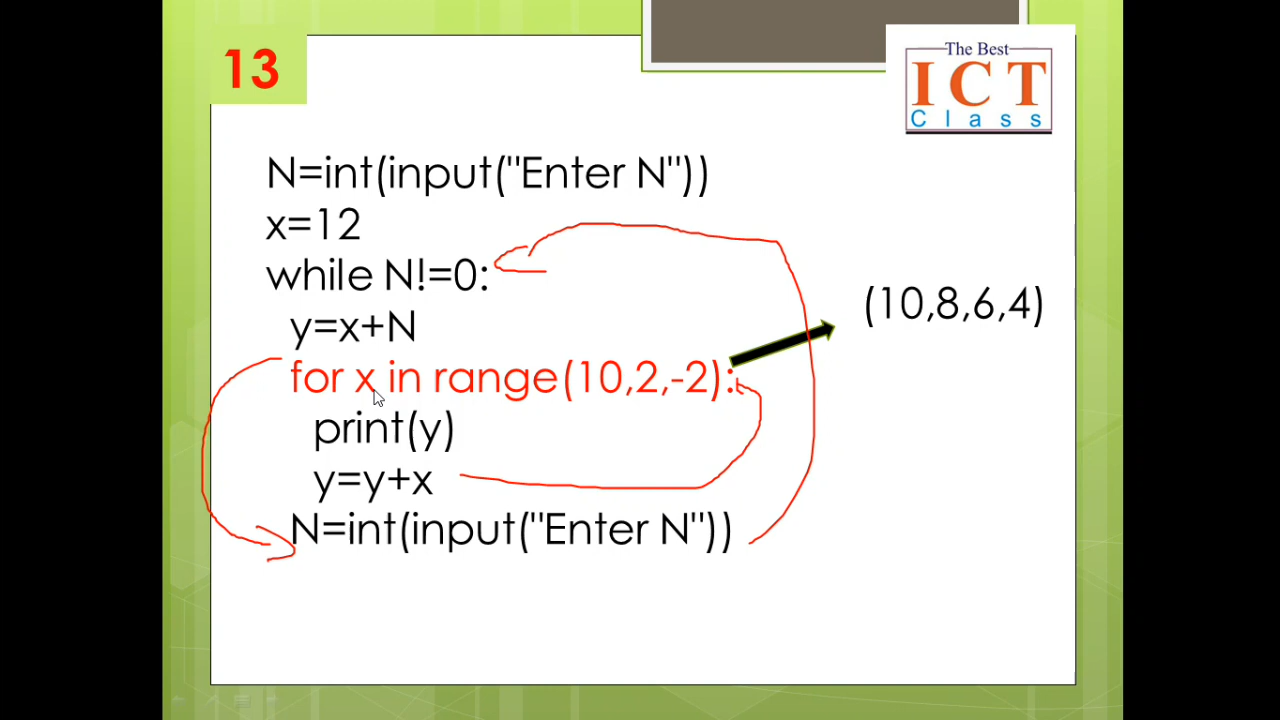 13
The Best
ICT
Class
N=int(input("Enter N"))
x=12
while N!=0:
y=x+N
for x in range(10,2,-2):
print(y)
y=y+x
N=int(input("Enter N"))
(10,8,6,4)